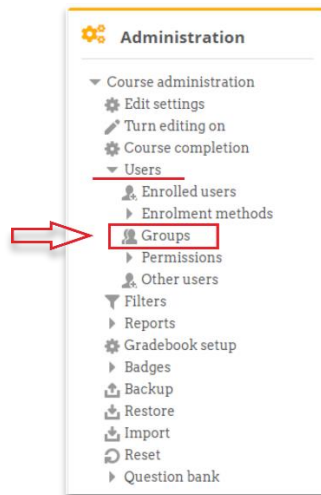 Administration
Course administration
Edit settings
Turn editing on
Course completion
Users
Enrolled users
Enrolment methods
Groups
Permissions
Other users
Filters
Reports
Gradebook setup
Badges
Backup
Restore
Import
Reset
Question bank